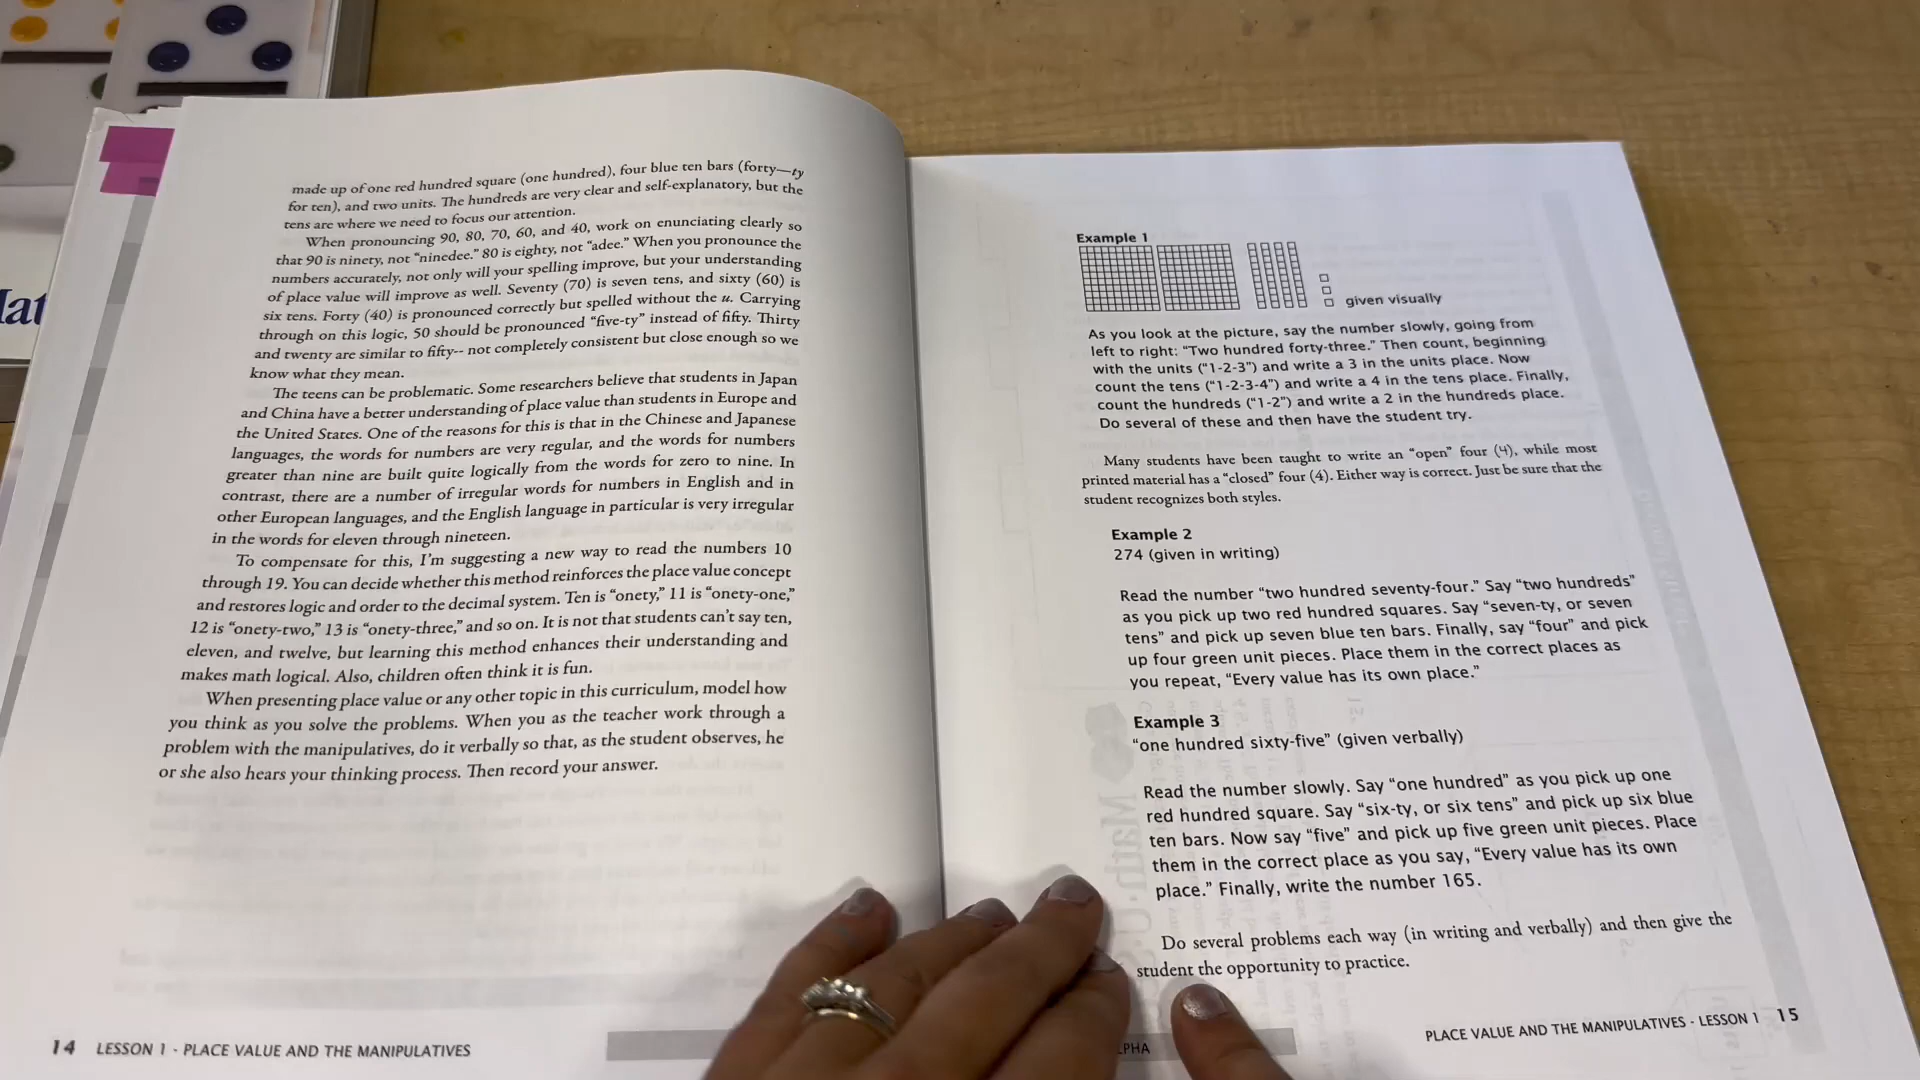 lat
made up of one red hundred square (one hundred), four blue ten bars (forty—ty
for ten), and two units. The hundreds are very clear and self-explanatory, but the
tens are where we need to focus our attention.
When pronouncing 90, 80, 70, 60, and 40, work on enunciating clearly so
that 90 is ninety, not “ninedee.” 80 is eighty, not “adee.” When you pronounce the
numbers accurately, not only will your spelling improve, but your understanding
of place value will improve as well. Seventy (70) is seven tens, and sixty (60) is
six tens. Forty (40) is pronounced correctly but spelled without the u. Carrying
through on this logic, 50 should be pronounced “five-ty” instead of fifty. Thirty
and twenty are similar to fifty-- not completely consistent but close enough so we
know what they mean.
The teens can be problematic. Some researchers believe that students in Japan
and China have a better understanding of place value than students in Europe and
the United States. One of the reasons for this is that in the Chinese and Japanese
languages, the words for numbers are very regular, and the words for numbers
greater than nine are built quite logically from the words for zero to nine. In
contrast, there are a number of irregular words for numbers in English and in
other European languages, and the English language in particular is very irregular
in the words for eleven through nineteen.
To compensate for this, I’m suggesting a new way to read the numbers 10
through 19. You can decide whether this method reinforces the place value concept
and restores logic and order to the decimal system. Ten is “onety,” 11 is “onety-one,”
12 is “onety-two,” 13 is “onety-three,” and so on. It is not that students can’t say ten,
eleven, and twelve, but learning this method enhances their understanding and
makes math logical. Also, children often think it is fun.
When presenting place value or any other topic in this curriculum, model how
you think as you solve the problems. When you as the teacher work through a
problem with the manipulatives, do it verbally so that, as the student observes, he
or she also hears your thinking process. Then record your answer.
14 LESSON 1 - PLACE VALUE AND THE MANIPULATIVES
Example 1
given visually
As you look at the picture, say the number slowly, going from
left to right: “Two hundred forty-three.” Then count, beginning
with the units (“1-2-3”) and write a 3 in the units place. Now
count the tens (“1-2-3-4”) and write a 4 in the tens place. Finally,
count the hundreds (“1-2”) and write a 2 in the hundreds place.
Do several of these and then have the student try.
Many students have been taught to write an “open” four (4), while most
printed material has a “closed” four (4). Either way is correct. Just be sure that the
student recognizes both styles.
Example 2
274 (given in writing)
Read the number “two hundred seventy-four.” Say “two hundreds”
as you pick up two red hundred squares. Say “seven-ty, or seven
tens” and pick up seven blue ten bars. Finally, say “four” and pick
up four green unit pieces. Place them in the correct places as
you repeat, “Every value has its own place.”
Example 3
“one hundred sixty-five” (given verbally)
Read the number slowly. Say “one hundred” as you pick up one
red hundred square. Say “six-ty, or six tens” and pick up six blue
ten bars. Now say “five” and pick up five green unit pieces. Place
them in the correct place as you say, “Every value has its own
place.” Finally, write the number 165.
Do several problems each way (in writing and verbally) and then give the
student the opportunity to practice.
PHA
PLACE VALUE AND THE MANIPULATIVES - LESSON 1 15